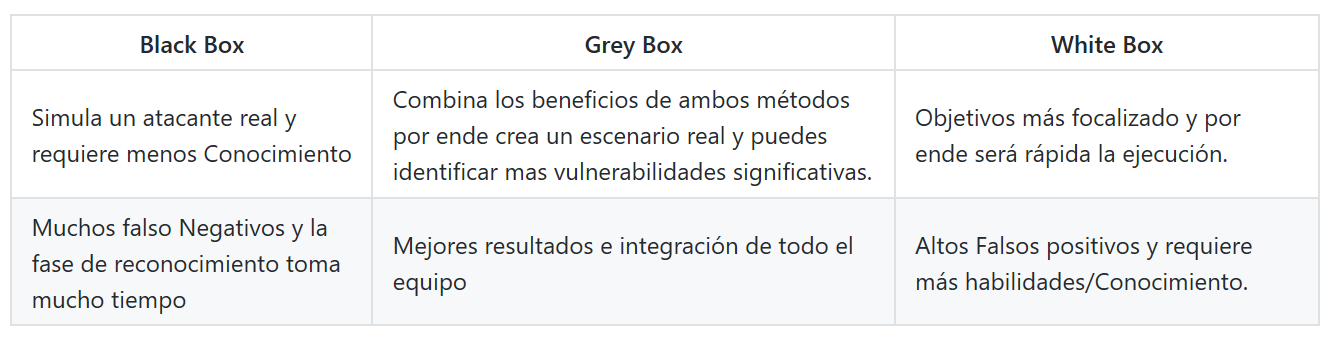 Black Box
Grey Box
White Box
Simula un atacante real y
requiere menos Conocimiento
Combina los beneficios de ambos métodos
por ende crea un escenario real y puedes
identificar mas vulnerabilidades significativas.
Objetivos más focalizado y por
ende será rápida la ejecución.
Muchos falso Negativos y la
fase de reconocimiento toma
mucho tiempo
Mejores resultados e integración de todo el
equipo
Altos Falsos positivos y requiere
más habilidades/Conocimiento.